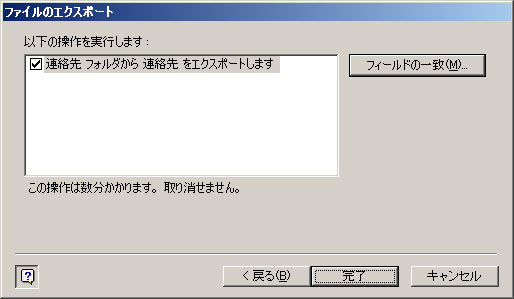 ファイルのエクスポート
以下の操作を実行します:
連絡先 フォルダから 連絡先 をエクスポートします
フィールドの一致(M)...
この操作は数分かかります。取り消せません。
?
< 戻る(B)
完了
キャンセル